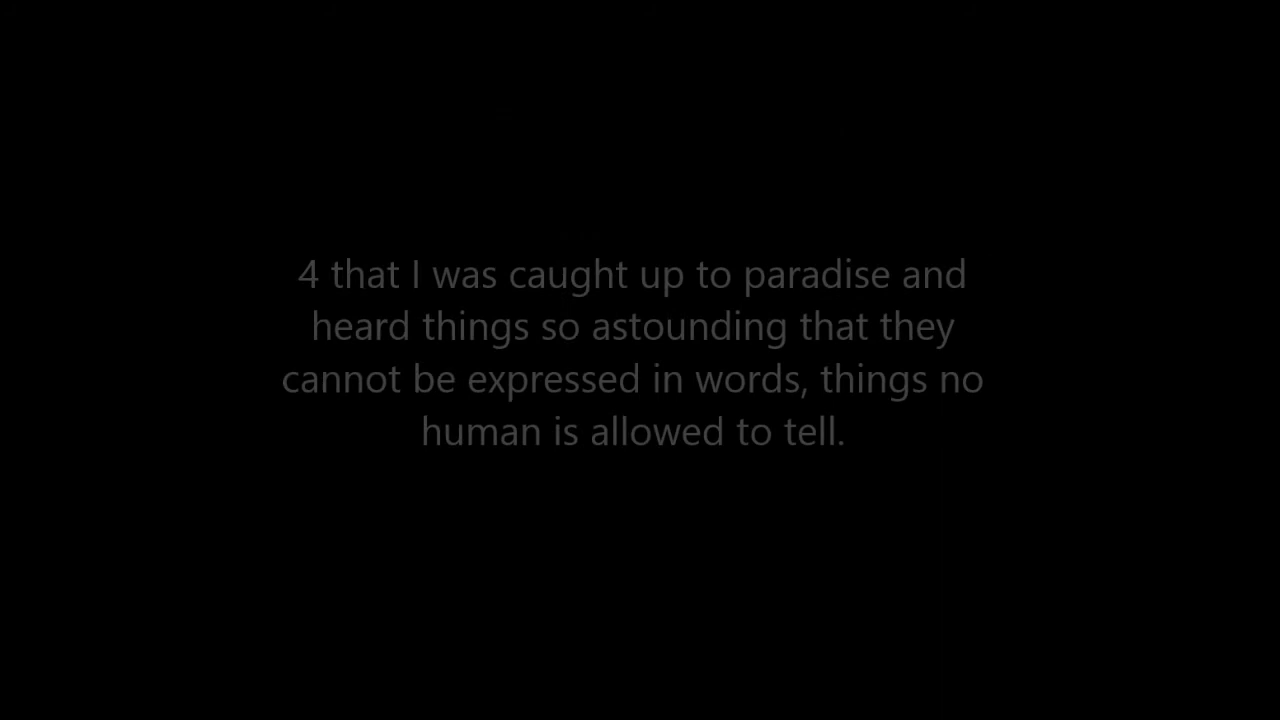 4 that I was caught up to paradise and
heard things so astounding that they
cannot be expressed in words, things no
human is allowed to tell.